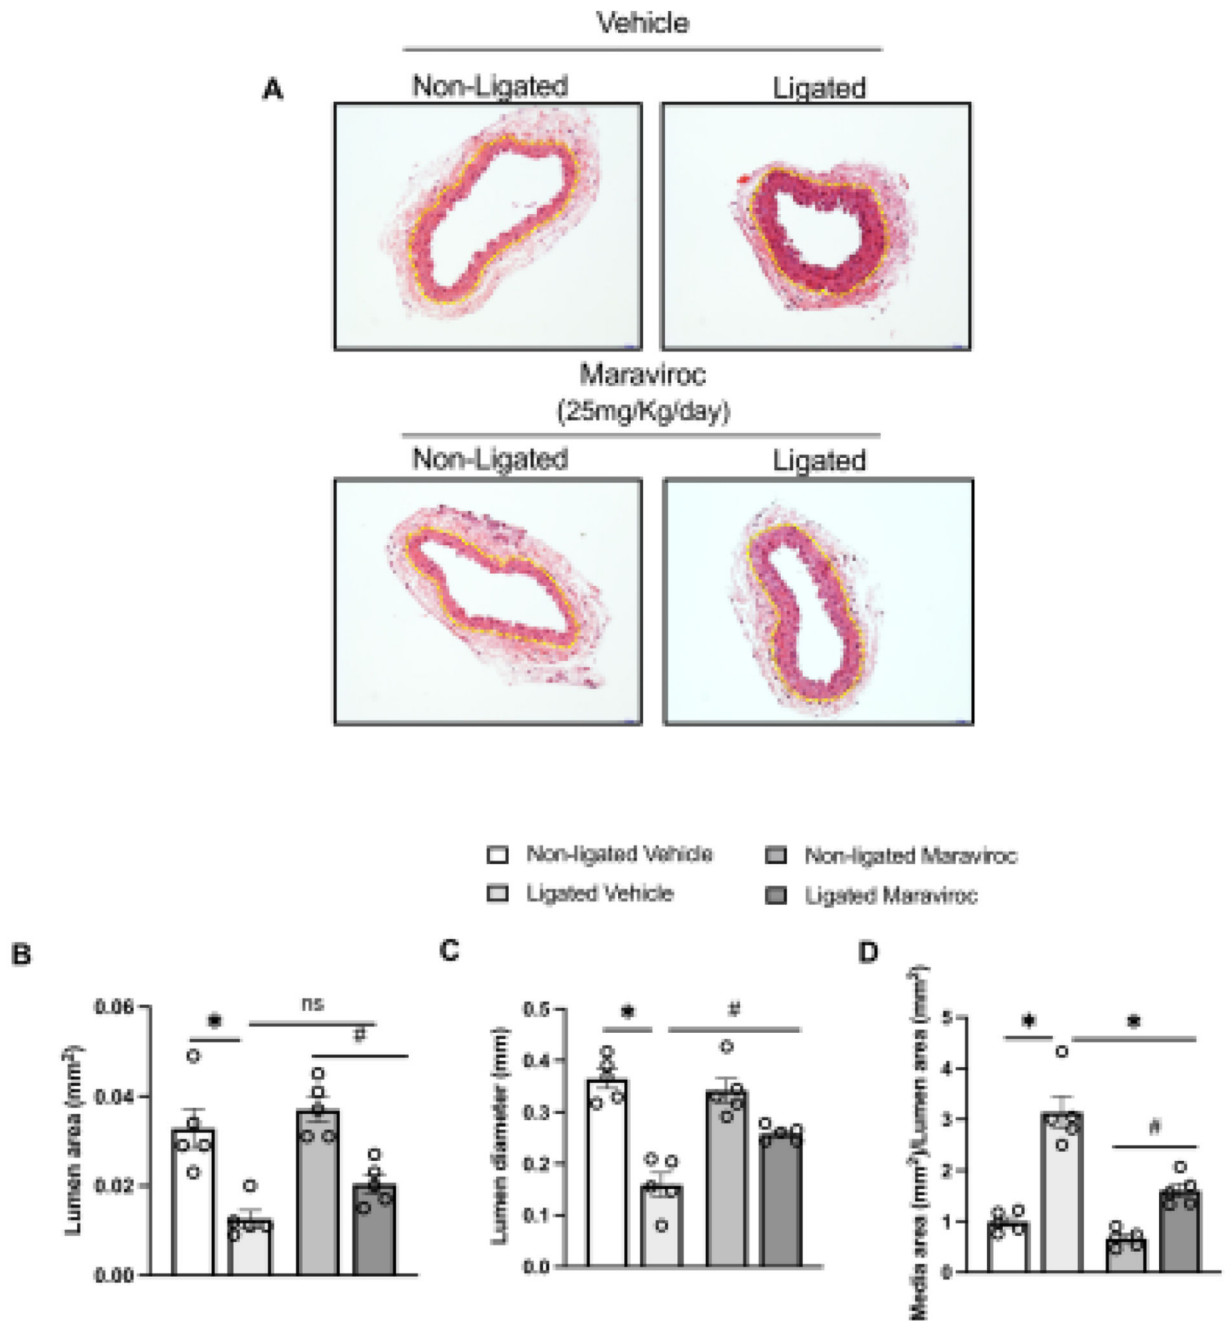 Vehicle
A
Non-Ligated
Ligated
Maraviroc
(25mg/Kg/day)
Non-Ligated
Ligated
Non-ligated Vehicle
Non-ligated Maraviroc
Ligated Vehicle
Ligated Maraviroc
B
Lumen area (mm²)
0.06
0.04
0.02
0.00
*
ns
#
C
Lumen diameter (mm)
0.5
0.4
0.3
0.2
0.1
0.0
*
#
D
Media area (mm²)/Lumen area (mm²)
5
4
3
2
1
0
*
*
#